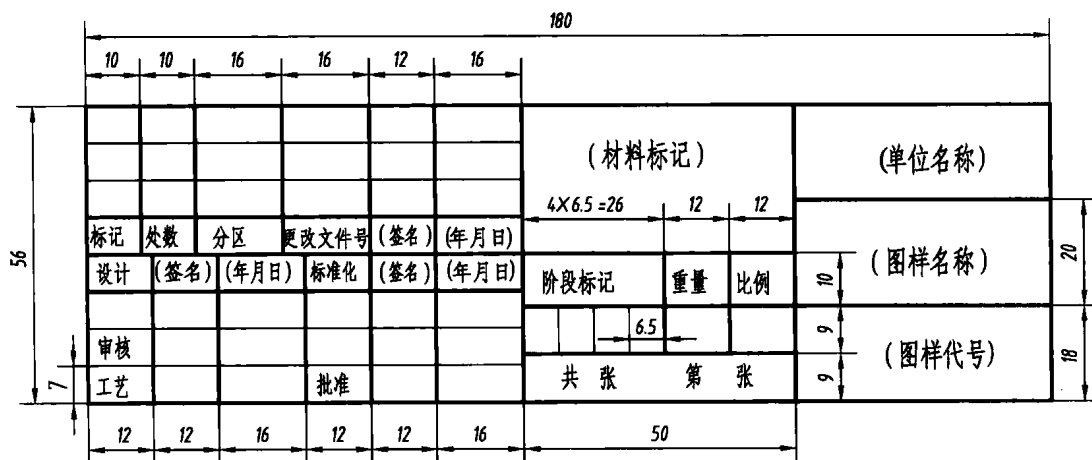 180
10 10 16 16 12 16
(材料标记)
(单位名称)
4×6.5=26 12 12
标记 处数 分区 更改文件号 (签名) (年月日)
设计 (签名) (年月日) 标准化 (签名) (年月日)
阶段标记 重量 比例
10
(图样名称)
20
56
6.5
9
审核
7
工艺 批准
共 张 第 张
9
(图样代号)
18
12 12 16 12 12 16 50